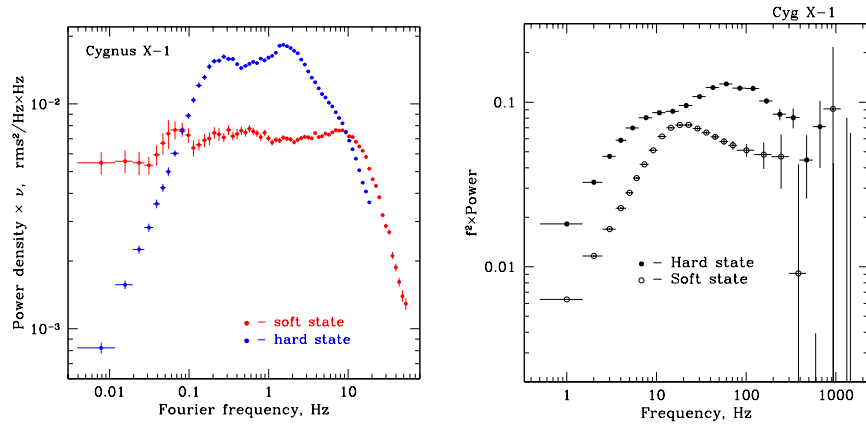 Cygnus X-1
Power density × ν, rms²/Hz×Hz
10⁻²
10⁻³
– soft state
– hard state
0.01
0.1
1
10
Fourier frequency, Hz
Cyg X-1
f²×Power
0.1
0.01
– Hard state
– Soft state
1
10
100
1000
Frequency, Hz